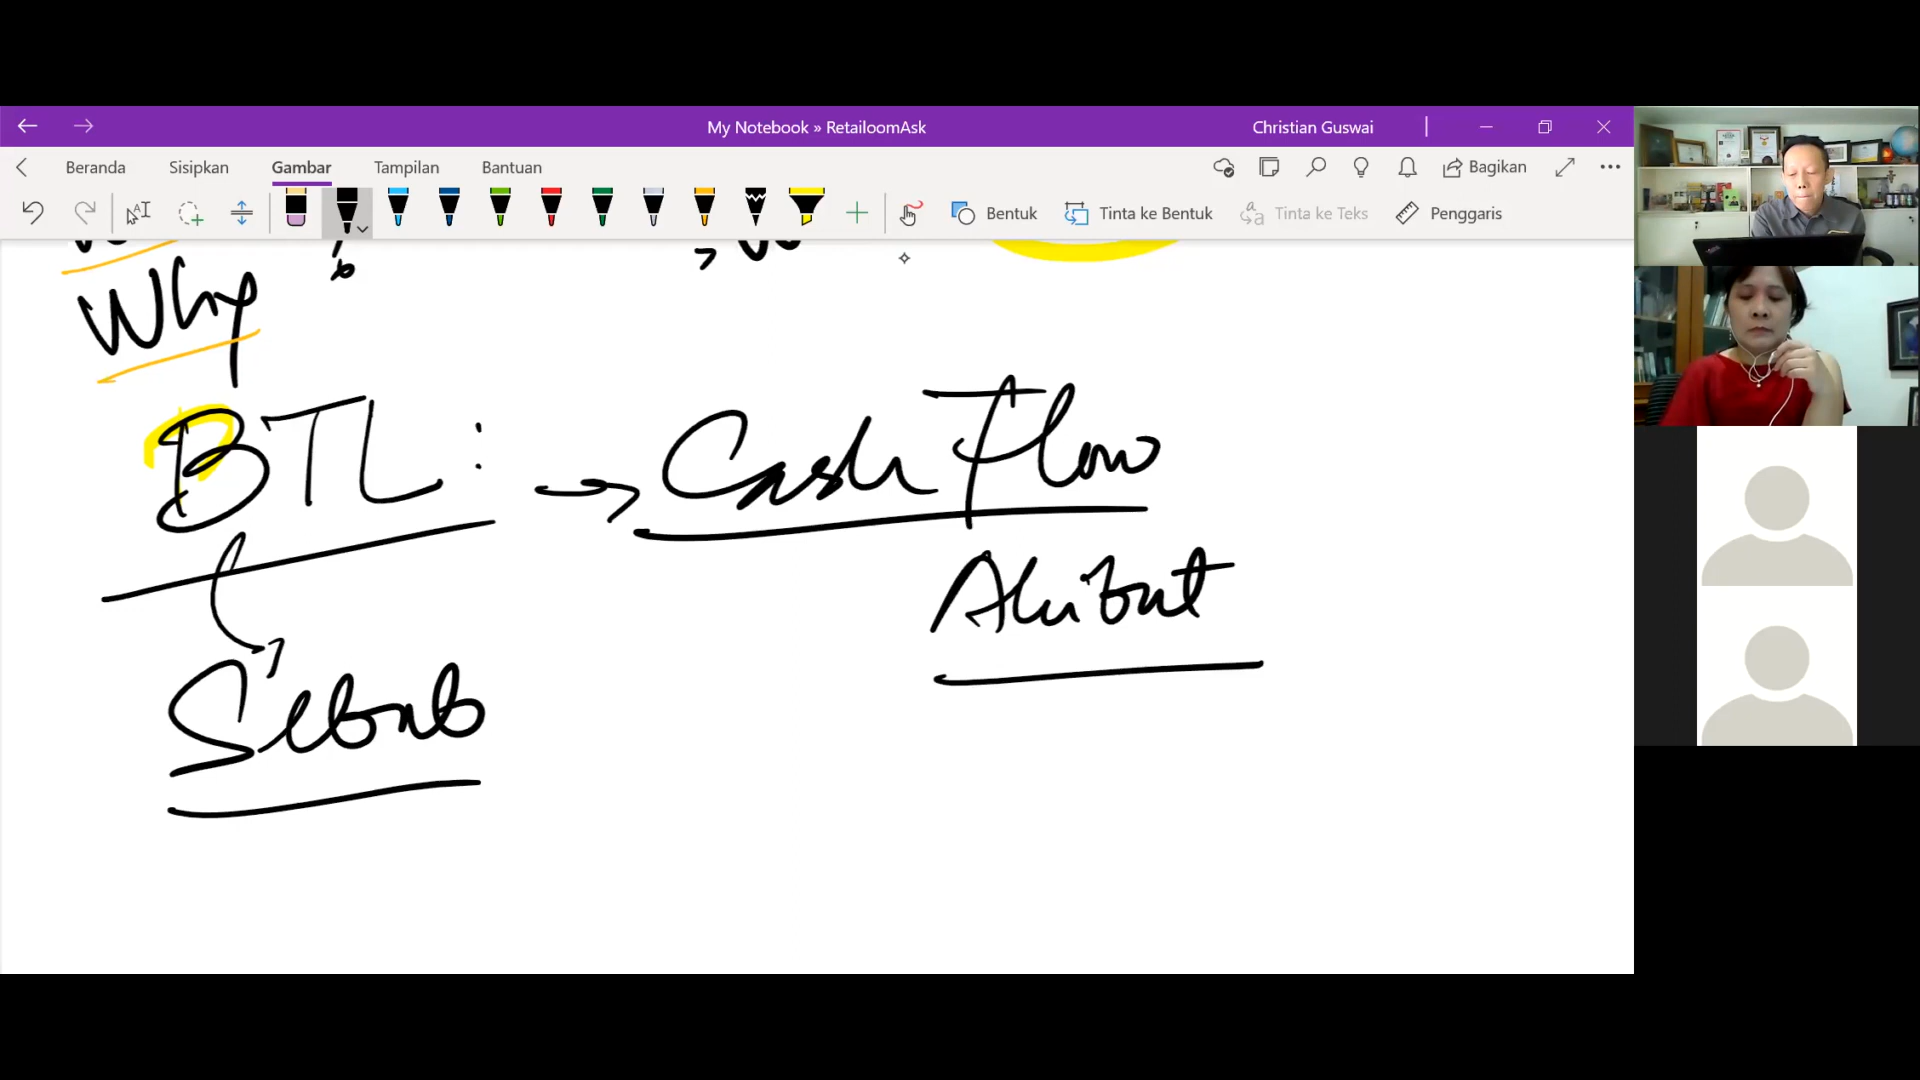 My Notebook » RetailoomAsk
Christian Guswai
Beranda Sisipkan Gambar Tampilan Bantuan
Bagikan
Bentuk Tinta ke Bentuk Tinta ke Teks Penggaris
Why
BTL : → Cash Flow
Akibat
Sebab